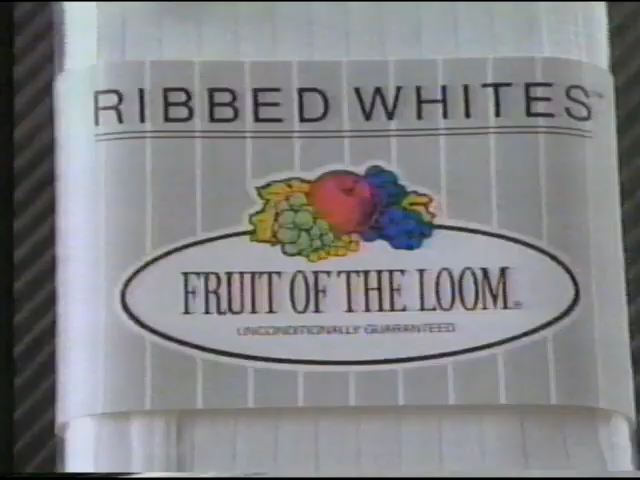 RIBBED WHITES™
FRUIT OF THE LOOM®
UNCONDITIONALLY GUARANTEED